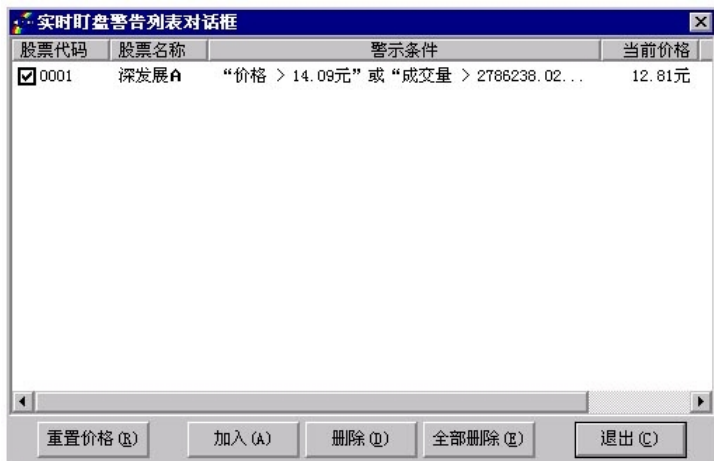 实时盯盘警告列表对话框
股票代码 股票名称 警示条件 当前价格
0001 深发展A “价格 > 14.09元” 或 “成交量 > 2786238.02... 12.81元
重置价格(R) 加入(A) 删除(D) 全部删除(E) 退出(C)